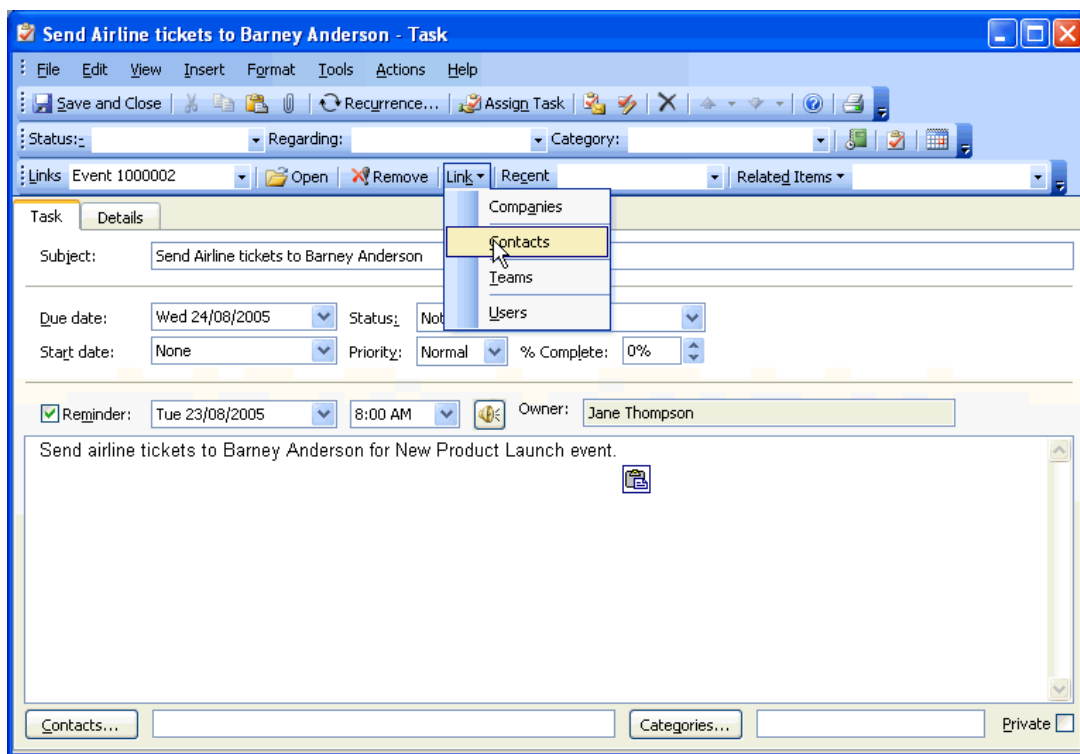 Send Airline tickets to Barney Anderson - Task
File Edit View Insert Format Tools Actions Help
Save and Close Recurrence... Assign Task
Status:- Regarding: Category:
Links Event 1000002 Open Remove Link Recent Related Items
Companies
Contacts
Teams
Users
Task Details
Subject: Send Airline tickets to Barney Anderson
Due date: Wed 24/08/2005 Status: Not
Start date: None Priority: Normal % Complete: 0%
Reminder: Tue 23/08/2005 8:00 AM Owner: Jane Thompson
Send airline tickets to Barney Anderson for New Product Launch event.
Contacts... Categories... Private